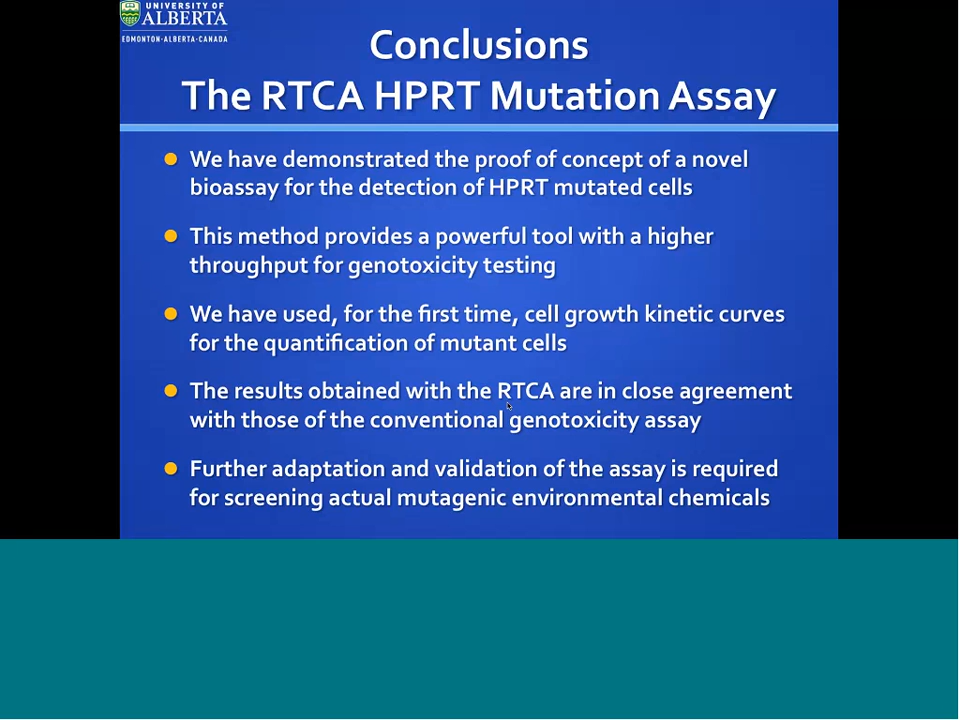 UNIVERSITY OF
ALBERTA
EDMONTON·ALBERTA·CANADA
Conclusions
The RTCA HPRT Mutation Assay
We have demonstrated the proof of concept of a novel
bioassay for the detection of HPRT mutated cells
This method provides a powerful tool with a higher
throughput for genotoxicity testing
We have used, for the first time, cell growth kinetic curves
for the quantification of mutant cells
The results obtained with the RTCA are in close agreement
with those of the conventional genotoxicity assay
Further adaptation and validation of the assay is required
for screening actual mutagenic environmental chemicals